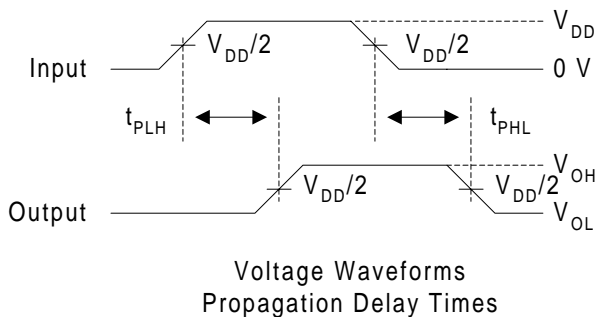 V_DD
V_DD/2 V_DD/2
Input 0 V
t_PLH t_PHL
V_OH
V_DD/2 V_DD/2
Output V_OL
Voltage Waveforms
Propagation Delay Times